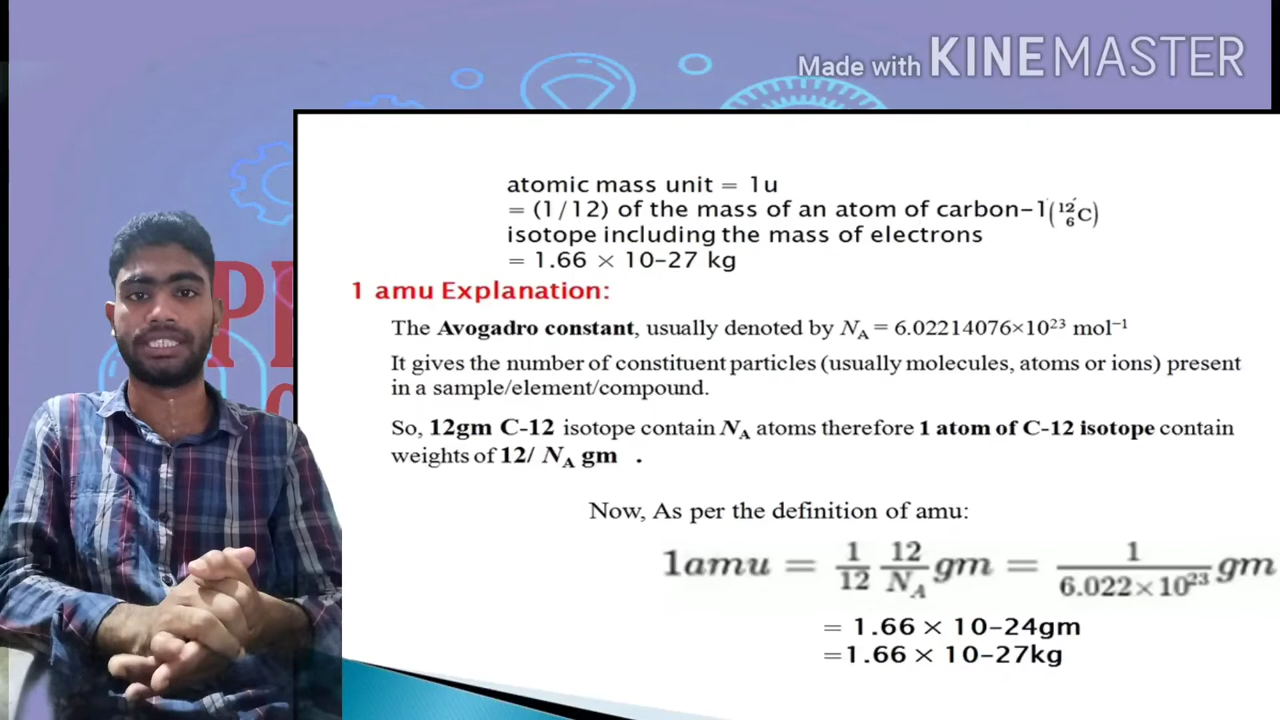 Made with KINEMASTER
atomic mass unit = 1u
= (1/12) of the mass of an atom of carbon-1(¹²₆C)
isotope including the mass of electrons
= 1.66 × 10-27 kg
1 amu Explanation:
The Avogadro constant, usually denoted by N_A = 6.02214076×10²³ mol⁻¹
It gives the number of constituent particles (usually molecules, atoms or ions) present
in a sample/element/compound.
So, 12gm C-12 isotope contain N_A atoms therefore 1 atom of C-12 isotope contain
weights of 12/ N_A gm .
Now, As per the definition of amu:
1amu = 1/12 12/N_A gm = 1/6.022×10²³ gm
= 1.66 × 10-24gm
=1.66 × 10-27kg